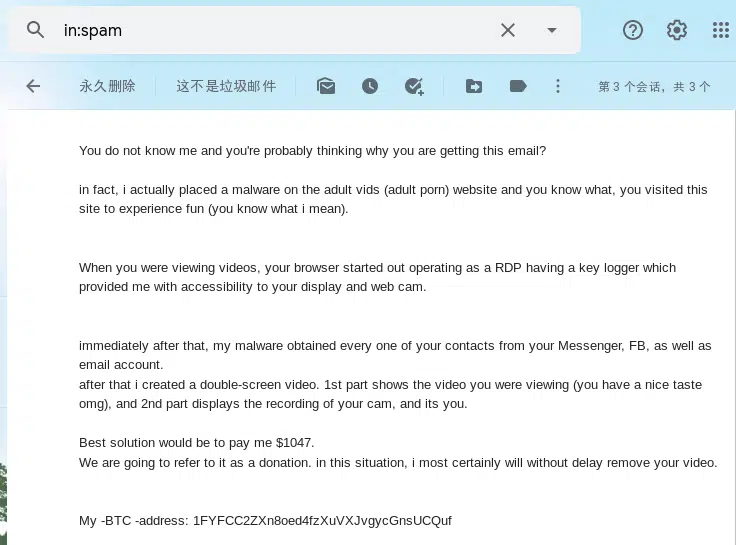 in:spam
永久删除 这不是垃圾邮件 第 3 个会话，共 3 个
You do not know me and you're probably thinking why you are getting this email?
in fact, i actually placed a malware on the adult vids (adult porn) website and you know what, you visited this
site to experience fun (you know what i mean).
When you were viewing videos, your browser started out operating as a RDP having a key logger which
provided me with accessibility to your display and web cam.
immediately after that, my malware obtained every one of your contacts from your Messenger, FB, as well as
email account.
after that i created a double-screen video. 1st part shows the video you were viewing (you have a nice taste
omg), and 2nd part displays the recording of your cam, and its you.
Best solution would be to pay me $1047.
We are going to refer to it as a donation. in this situation, i most certainly will without delay remove your video.
My -BTC -address: 1FYFCC2ZXn8oed4fzXuVXJvgycGnsUCQuf